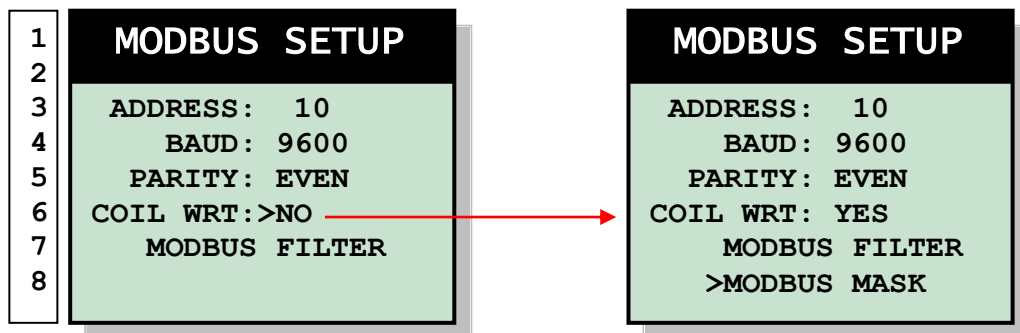 1
2
3
4
5
6
7
8
MODBUS SETUP
ADDRESS: 10
BAUD: 9600
PARITY: EVEN
COIL WRT:>NO
MODBUS FILTER
MODBUS SETUP
ADDRESS: 10
BAUD: 9600
PARITY: EVEN
COIL WRT: YES
MODBUS FILTER
>MODBUS MASK